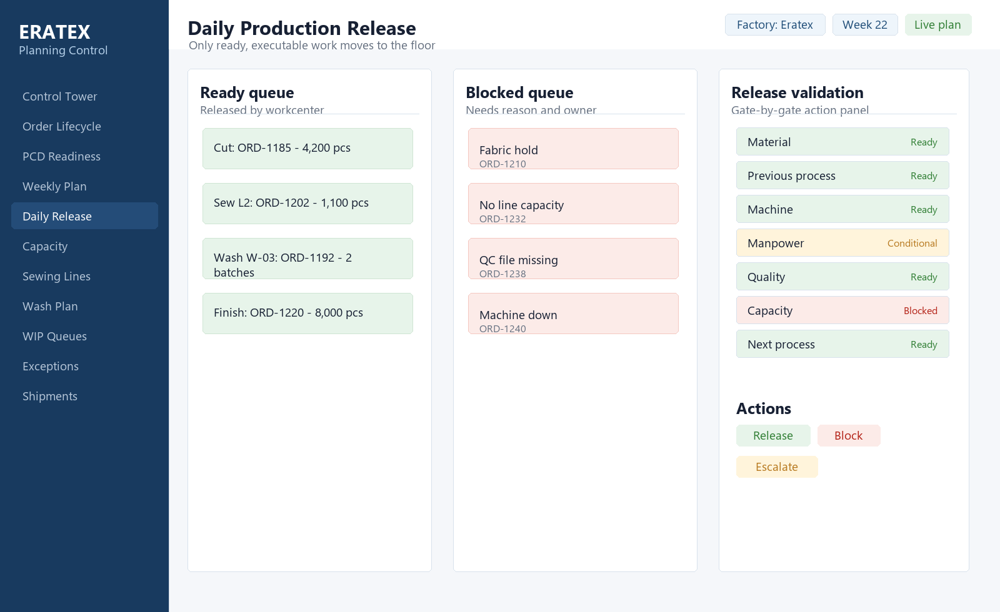 ERATEX
Planning Control
Control Tower
Order Lifecycle
PCD Readiness
Weekly Plan
Daily Release
Capacity
Sewing Lines
Wash Plan
WIP Queues
Exceptions
Shipments
Daily Production Release
Only ready, executable work moves to the floor
Factory: Eratex
Week 22
Live plan
Ready queue
Released by workcenter
Cut: ORD-1185 - 4,200 pcs
Sew L2: ORD-1202 - 1,100 pcs
Wash W-03: ORD-1192 - 2
batches
Finish: ORD-1220 - 8,000 pcs
Blocked queue
Needs reason and owner
Fabric hold
ORD-1210
No line capacity
ORD-1232
QC file missing
ORD-1238
Machine down
ORD-1240
Release validation
Gate-by-gate action panel
Material Ready
Previous process Ready
Machine Ready
Manpower Conditional
Quality Ready
Capacity Blocked
Next process Ready
Actions
Release
Block
Escalate